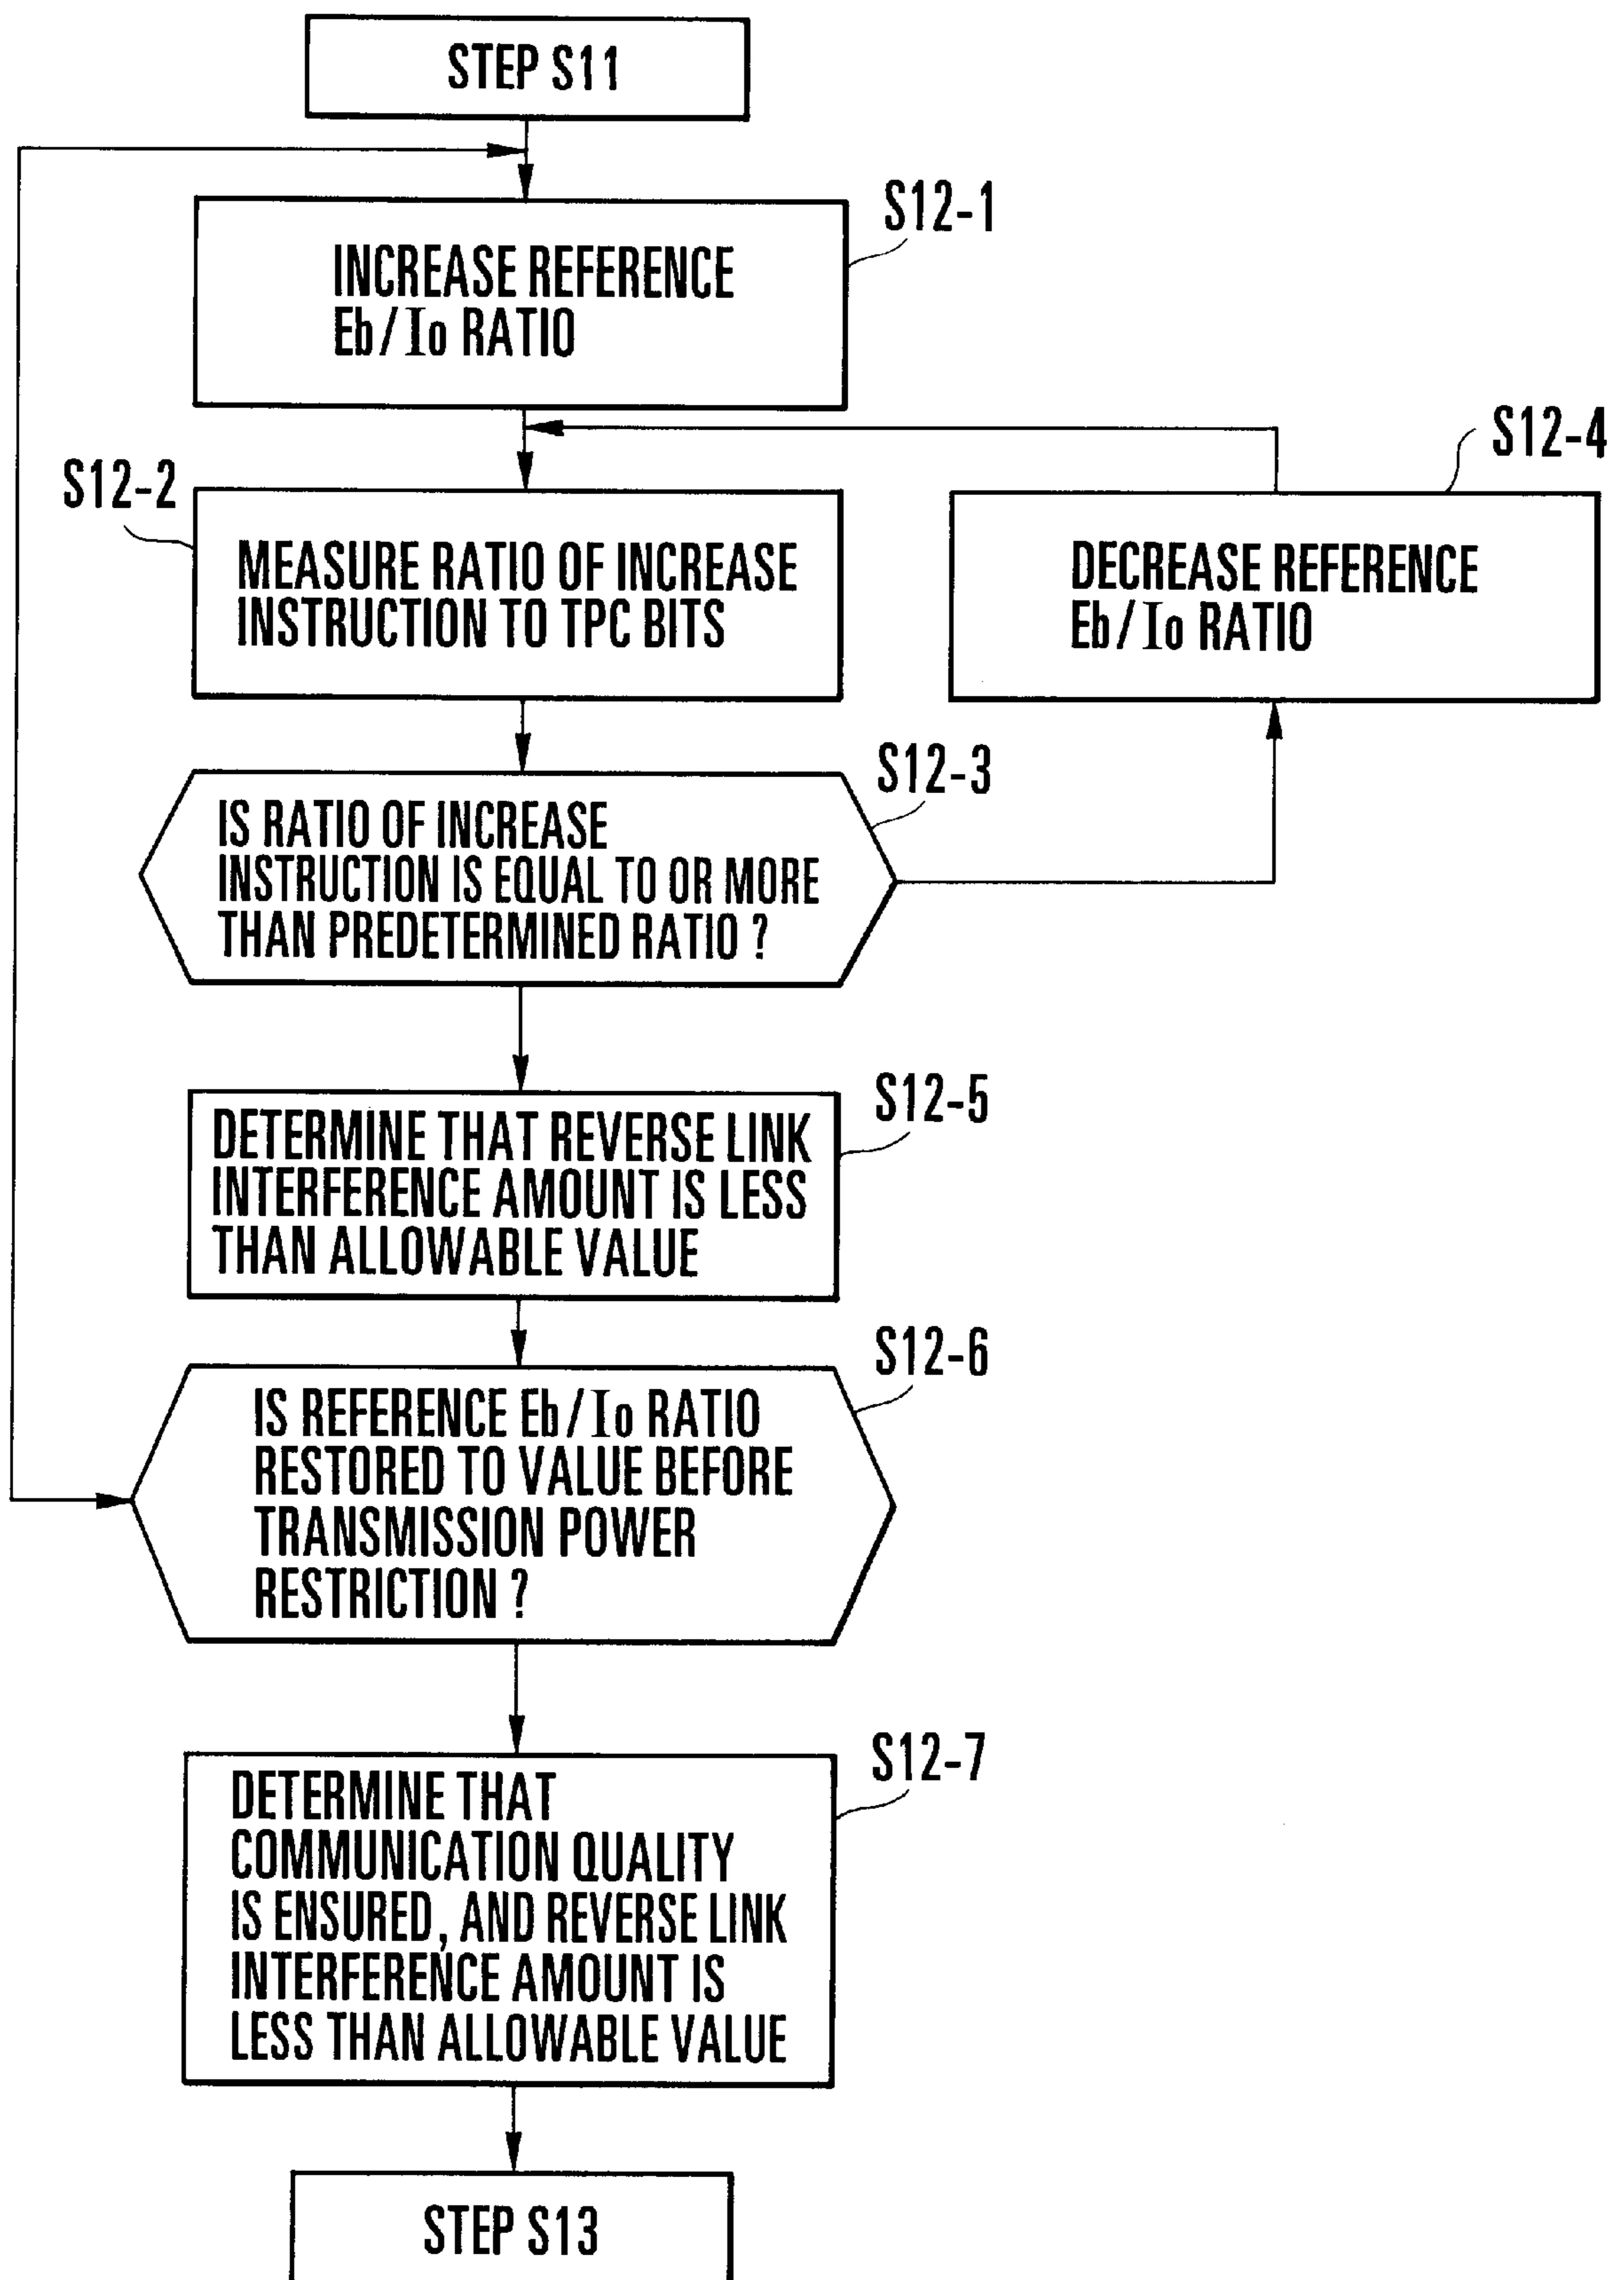 STEP S11
S12-1
INCREASE REFERENCE
Eb/Io RATIO
S12-2
MEASURE RATIO OF INCREASE
INSTRUCTION TO TPC BITS
S12-4
DECREASE REFERENCE
Eb/Io RATIO
S12-3
IS RATIO OF INCREASE
INSTRUCTION IS EQUAL TO OR MORE
THAN PREDETERMINED RATIO ?
S12-5
DETERMINE THAT REVERSE LINK
INTERFERENCE AMOUNT IS LESS
THAN ALLOWABLE VALUE
S12-6
IS REFERENCE Eb/Io RATIO
RESTORED TO VALUE BEFORE
TRANSMISSION POWER
RESTRICTION ?
S12-7
DETERMINE THAT
COMMUNICATION QUALITY
IS ENSURED, AND REVERSE LINK
INTERFERENCE AMOUNT IS
LESS THAN ALLOWABLE VALUE
STEP S13